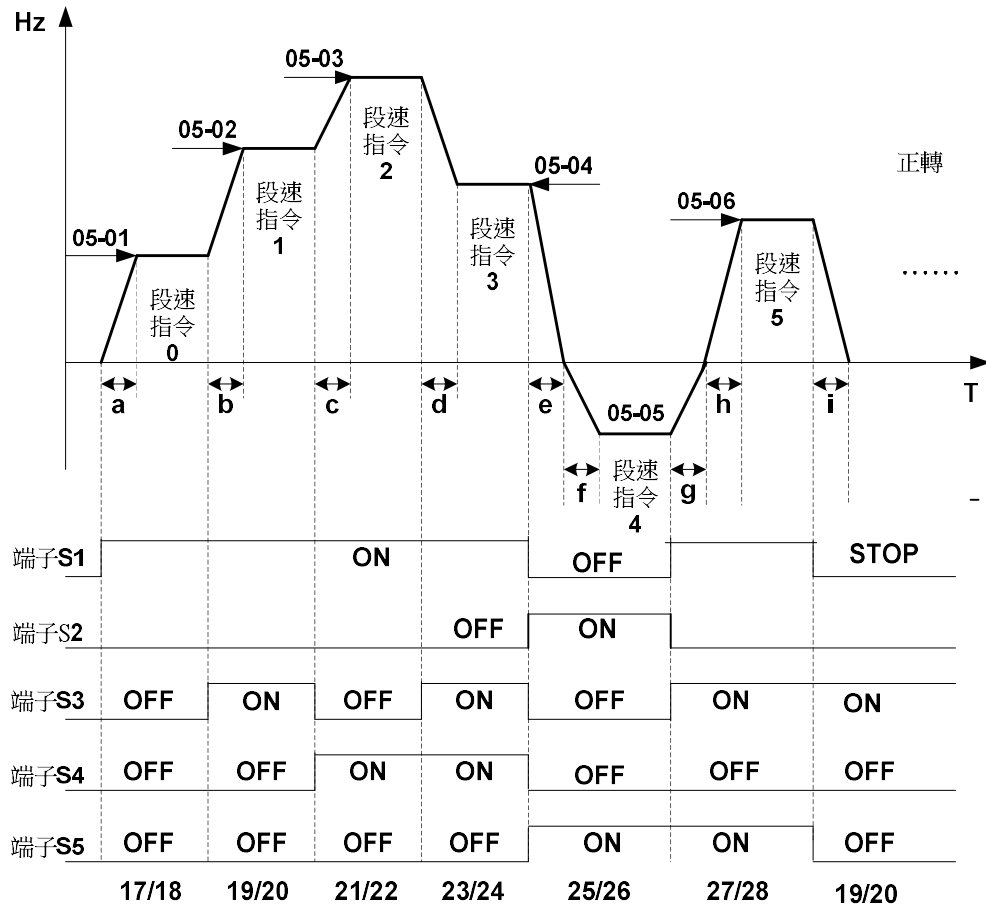 Hz
05-03
05-02
05-04
05-06
05-01
正轉
段速
指令
2
段速
指令
1
段速
指令
3
段速
指令
5
段速
指令
0
......
T
a
b
c
d
e
05-05
h
i
f
段速
指令
4
g
端子S1
ON
OFF
STOP
端子S2
OFF
ON
端子S3
OFF
ON
OFF
ON
OFF
ON
ON
端子S4
OFF
OFF
ON
ON
OFF
OFF
OFF
端子S5
OFF
OFF
OFF
OFF
ON
ON
OFF
17/18
19/20
21/22
23/24
25/26
27/28
19/20